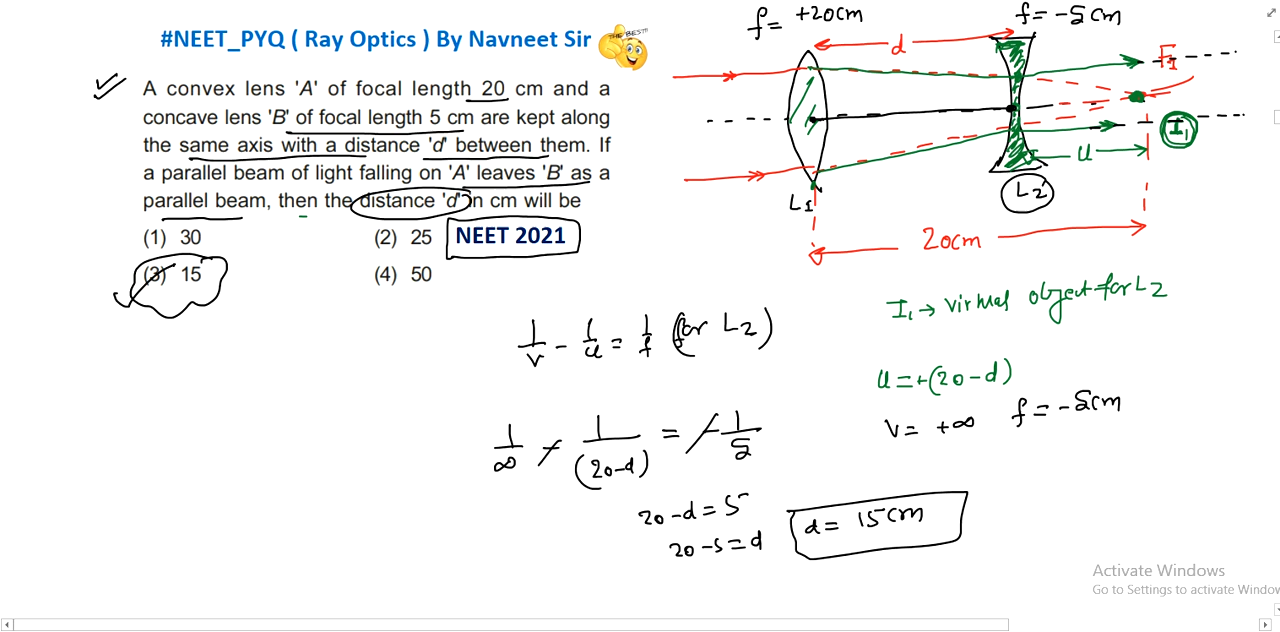 #NEET_PYQ ( Ray Optics ) By Navneet Sir
THE BEST!!
A convex lens 'A' of focal length 20 cm and a
concave lens 'B' of focal length 5 cm are kept along
the same axis with a distance 'd' between them. If
a parallel beam of light falling on 'A' leaves 'B' as a
parallel beam, then the distance 'd' in cm will be
(1) 30
(2) 25
NEET 2021
(3) 15
(4) 50
f = +20cm
f = -5cm
d
F1
I1
u
L1
L2
20cm
I1 → virtual object for L2
1/v - 1/u = 1/f (for L2)
u = +(20-d)
v = +∞ f = -5cm
1/∞ - 1/(20-d) = -1/5
20-d = 5
20-5 = d
d = 15cm
Activate Windows
Go to Settings to activate Window